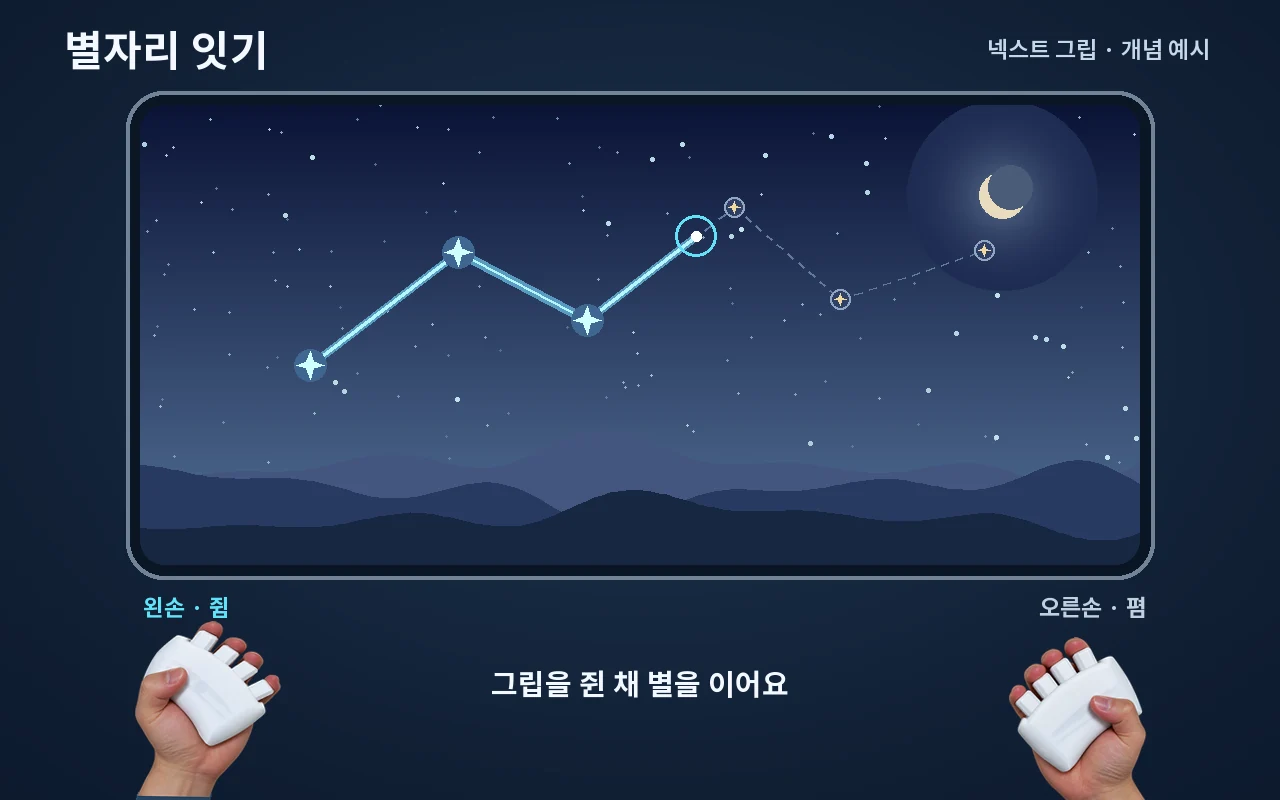 별자리 잇기
넥스트 그립 · 개념 예시
왼손 · 쥠
오른손 · 폄
그립을 쥔 채 별을 이어요